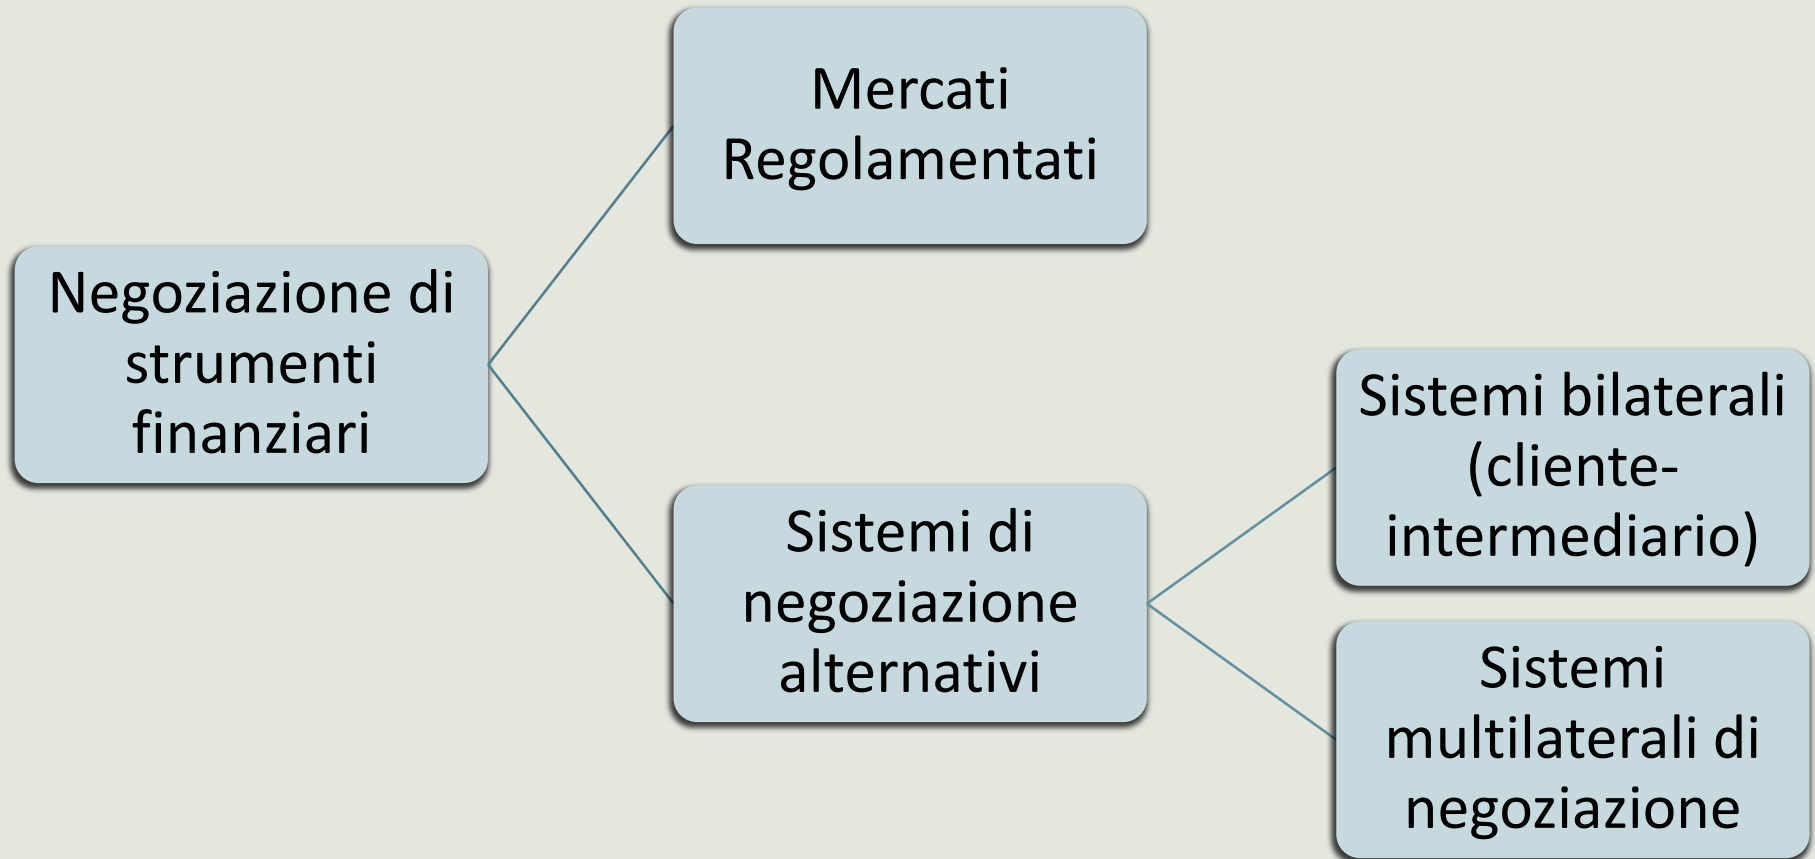 Mercati
Regolamentati
Negoziazione di
strumenti
finanziari
Sistemi di
negoziazione
alternativi
Sistemi bilaterali
(cliente-
intermediario)
Sistemi
multilaterali di
negoziazione